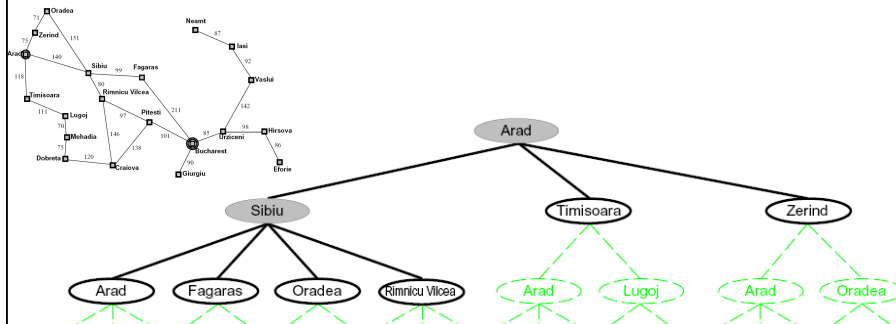 Oradea
71
Neamt
87
Zerind
75
151
Iasi
Arad
140
92
Sibiu
99
Fagaras
118
80
Vaslui
Timisoara
Rimnicu Vilcea
111
Lugoj
97
Pitesti
211
142
70
98
Hirsova
85
Urziceni
Mehadia
146
101
86
75
138
Bucharest
Dobreta
120
90
Craiova
Eforie
Giurgiu
Arad
Sibiu
Timisoara
Zerind
Arad
Fagaras
Oradea
Rimnicu Vilcea
Arad
Lugoj
Arad
Oradea